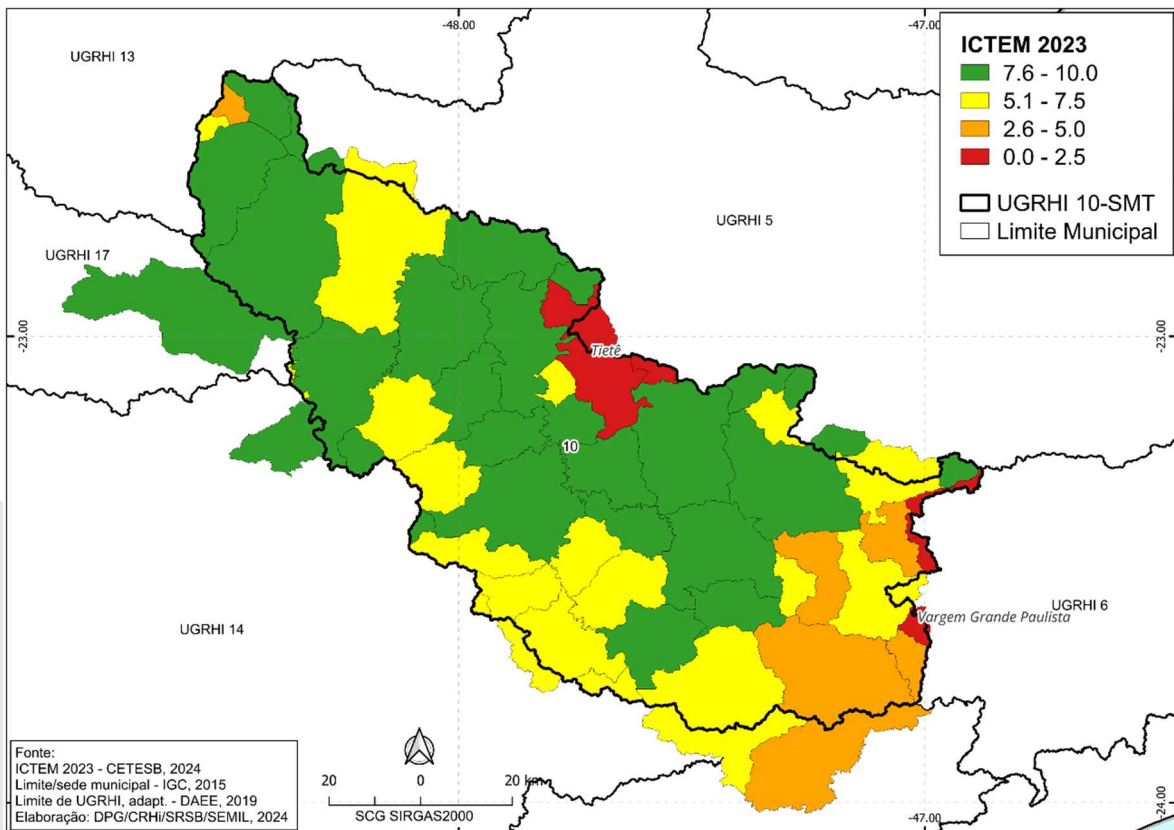 -48.00
-47.00
UGRHI 13
ICTEM 2023
7.6 - 10.0
5.1 - 7.5
2.6 - 5.0
0.0 - 2.5
UGRHI 10-SMT
Limite Municipal
UGRHI 5
UGRHI 17
-23.00
-23.00
Tietê
10
UGRHI 14
Vargem Grande Paulista
UGRHI 6
Fonte:
ICTEM 2023 - CETESB, 2024
Limite/sede municipal - IGC, 2015
Limite de UGRHI, adapt. - DAEE, 2019
Elaboração: DPG/CRHi/SRSB/SEMIL, 2024
20 0 20 km
SCG SIRGAS2000
-47.00
-24.00